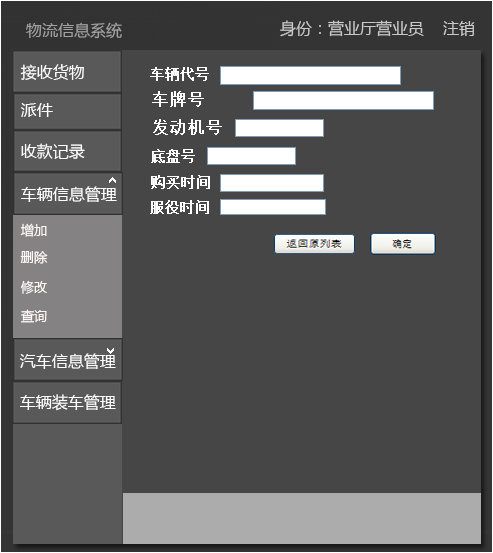 物流信息系统
身份：营业厅营业员 注销
接收货物
派件
收款记录
车辆信息管理
增加
删除
修改
查询
汽车信息管理
车辆装车管理
车辆代号
车牌号
发动机号
底盘号
购买时间
服役时间
返回原列表 确定